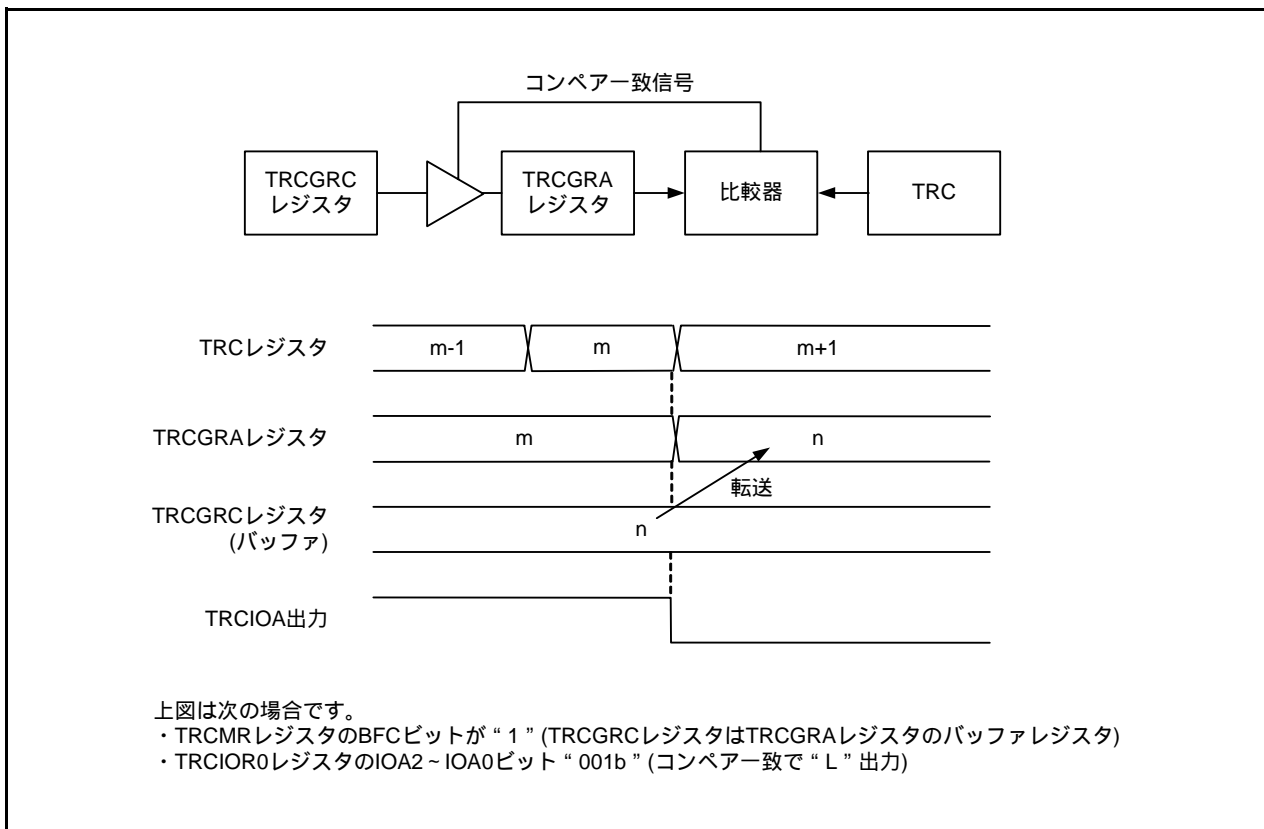 コンペアー致信号
TRCGRC
レジスタ
TRCGRA
レジスタ
比較器
TRC
TRCレジスタ
m-1
m
m+1
TRCGRAレジスタ
m
n
転送
TRCGRCレジスタ
(バッファ)
n
TRCIOA出力
上図は次の場合です。
・TRCMRレジスタのBFCビットが“1”(TRCGRCレジスタはTRCGRAレジスタのバッファレジスタ)
・TRCIOR0レジスタのIOA2~IOA0ビット“001b”(コンペア一致で“L”出力)